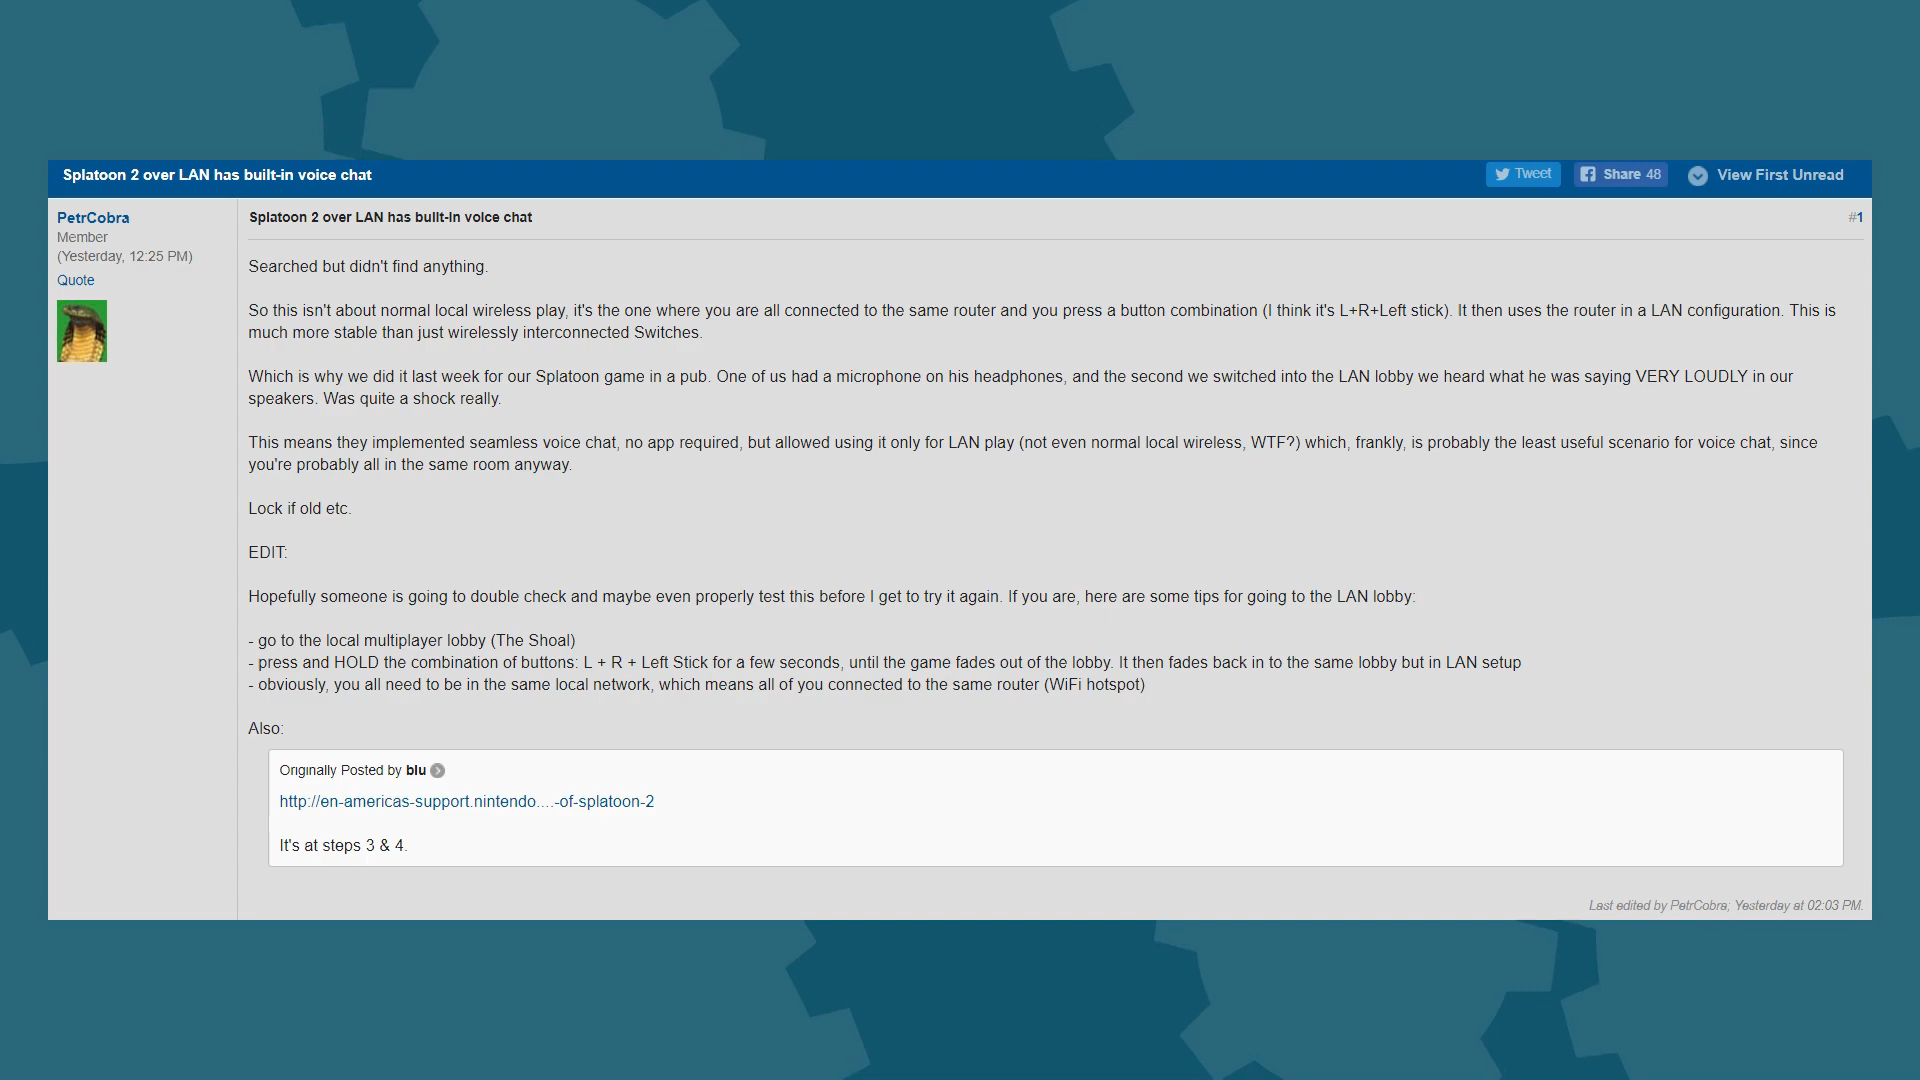 Splatoon 2 over LAN has built-in voice chat
Tweet
Share 48
View First Unread
PetrCobra
Member
(Yesterday, 12:25 PM)
Quote
Splatoon 2 over LAN has built-in voice chat
#1
Searched but didn't find anything.
So this isn't about normal local wireless play, it's the one where you are all connected to the same router and you press a button combination (I think it's L+R+Left stick). It then uses the router in a LAN configuration. This is
much more stable than just wirelessly interconnected Switches.
Which is why we did it last week for our Splatoon game in a pub. One of us had a microphone on his headphones, and the second we switched into the LAN lobby we heard what he was saying VERY LOUDLY in our
speakers. Was quite a shock really.
This means they implemented seamless voice chat, no app required, but allowed using it only for LAN play (not even normal local wireless, WTF?) which, frankly, is probably the least useful scenario for voice chat, since
you're probably all in the same room anyway.
Lock if old etc.
EDIT:
Hopefully someone is going to double check and maybe even properly test this before I get to try it again. If you are, here are some tips for going to the LAN lobby:
- go to the local multiplayer lobby (The Shoal)
- press and HOLD the combination of buttons: L + R + Left Stick for a few seconds, until the game fades out of the lobby. It then fades back in to the same lobby but in LAN setup
- obviously, you all need to be in the same local network, which means all of you connected to the same router (WiFi hotspot)
Also:
Originally Posted by blu
http://en-americas-support.nintendo....-of-splatoon-2
It's at steps 3 & 4.
Last edited by PetrCobra; Yesterday at 02:03 PM.